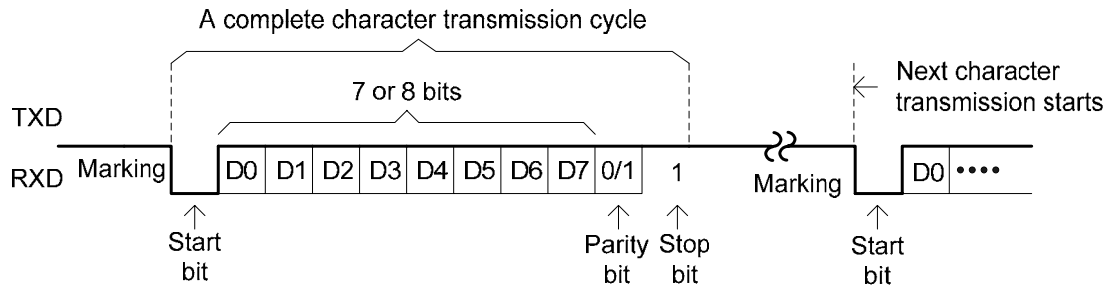 A complete character transmission cycle
7 or 8 bits
Next character
transmission starts
TXD
RXD
Marking
D0 D1 D2 D3 D4 D5 D6 D7 0/1 1
Marking
D0 ••••
Start
bit
Parity
bit
Stop
bit
Start
bit